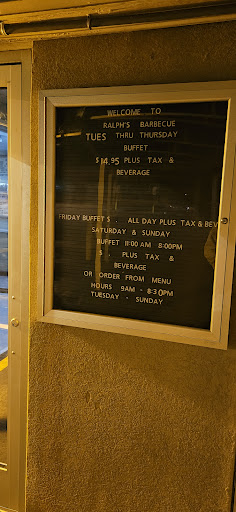 WELCOME TO
RALPH'S BARBECUE
TUES THRU THURSDAY
BUFFET
$14.95 PLUS TAX &
BEVERAGE
FRIDAY BUFFET $ . ALL DAY PLUS TAX & BEV
SATURDAY & SUNDAY
BUFFET 11:00 AM 8:00PM
$ . PLUS TAX &
BEVERAGE
OR ORDER FROM MENU
HOURS 9AM - 8:30PM
TUESDAY - SUNDAY